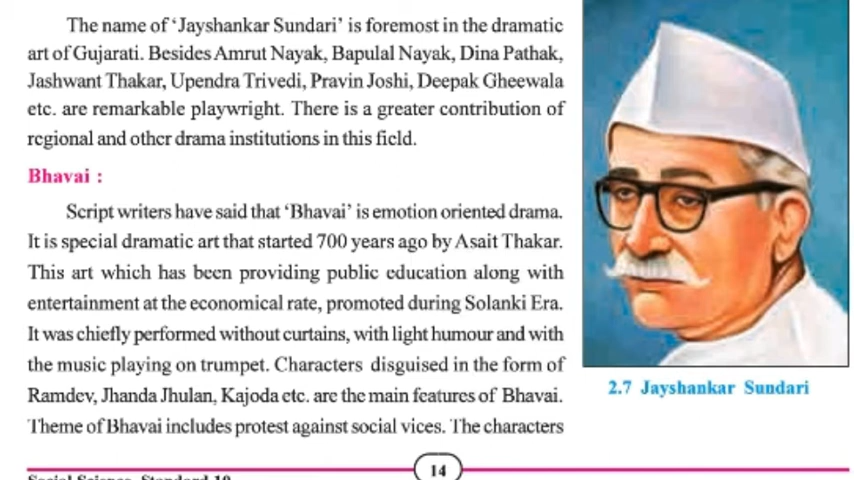 The name of ‘Jayshankar Sundari’ is foremost in the dramatic
art of Gujarati. Besides Amrut Nayak, Bapulal Nayak, Dina Pathak,
Jashwant Thakar, Upendra Trivedi, Pravin Joshi, Deepak Gheewala
etc. are remarkable playwright. There is a greater contribution of
regional and other drama institutions in this field.
Bhavai :
Script writers have said that ‘Bhavai’ is emotion oriented drama.
It is special dramatic art that started 700 years ago by Asait Thakar.
This art which has been providing public education along with
entertainment at the economical rate, promoted during Solanki Era.
It was chiefly performed without curtains, with light humour and with
the music playing on trumpet. Characters disguised in the form of
Ramdev, Jhanda Jhulan, Kajoda etc. are the main features of Bhavai.
Theme of Bhavai includes protest against social vices. The characters
2.7 Jayshankar Sundari
14
Social Science, Standard 10